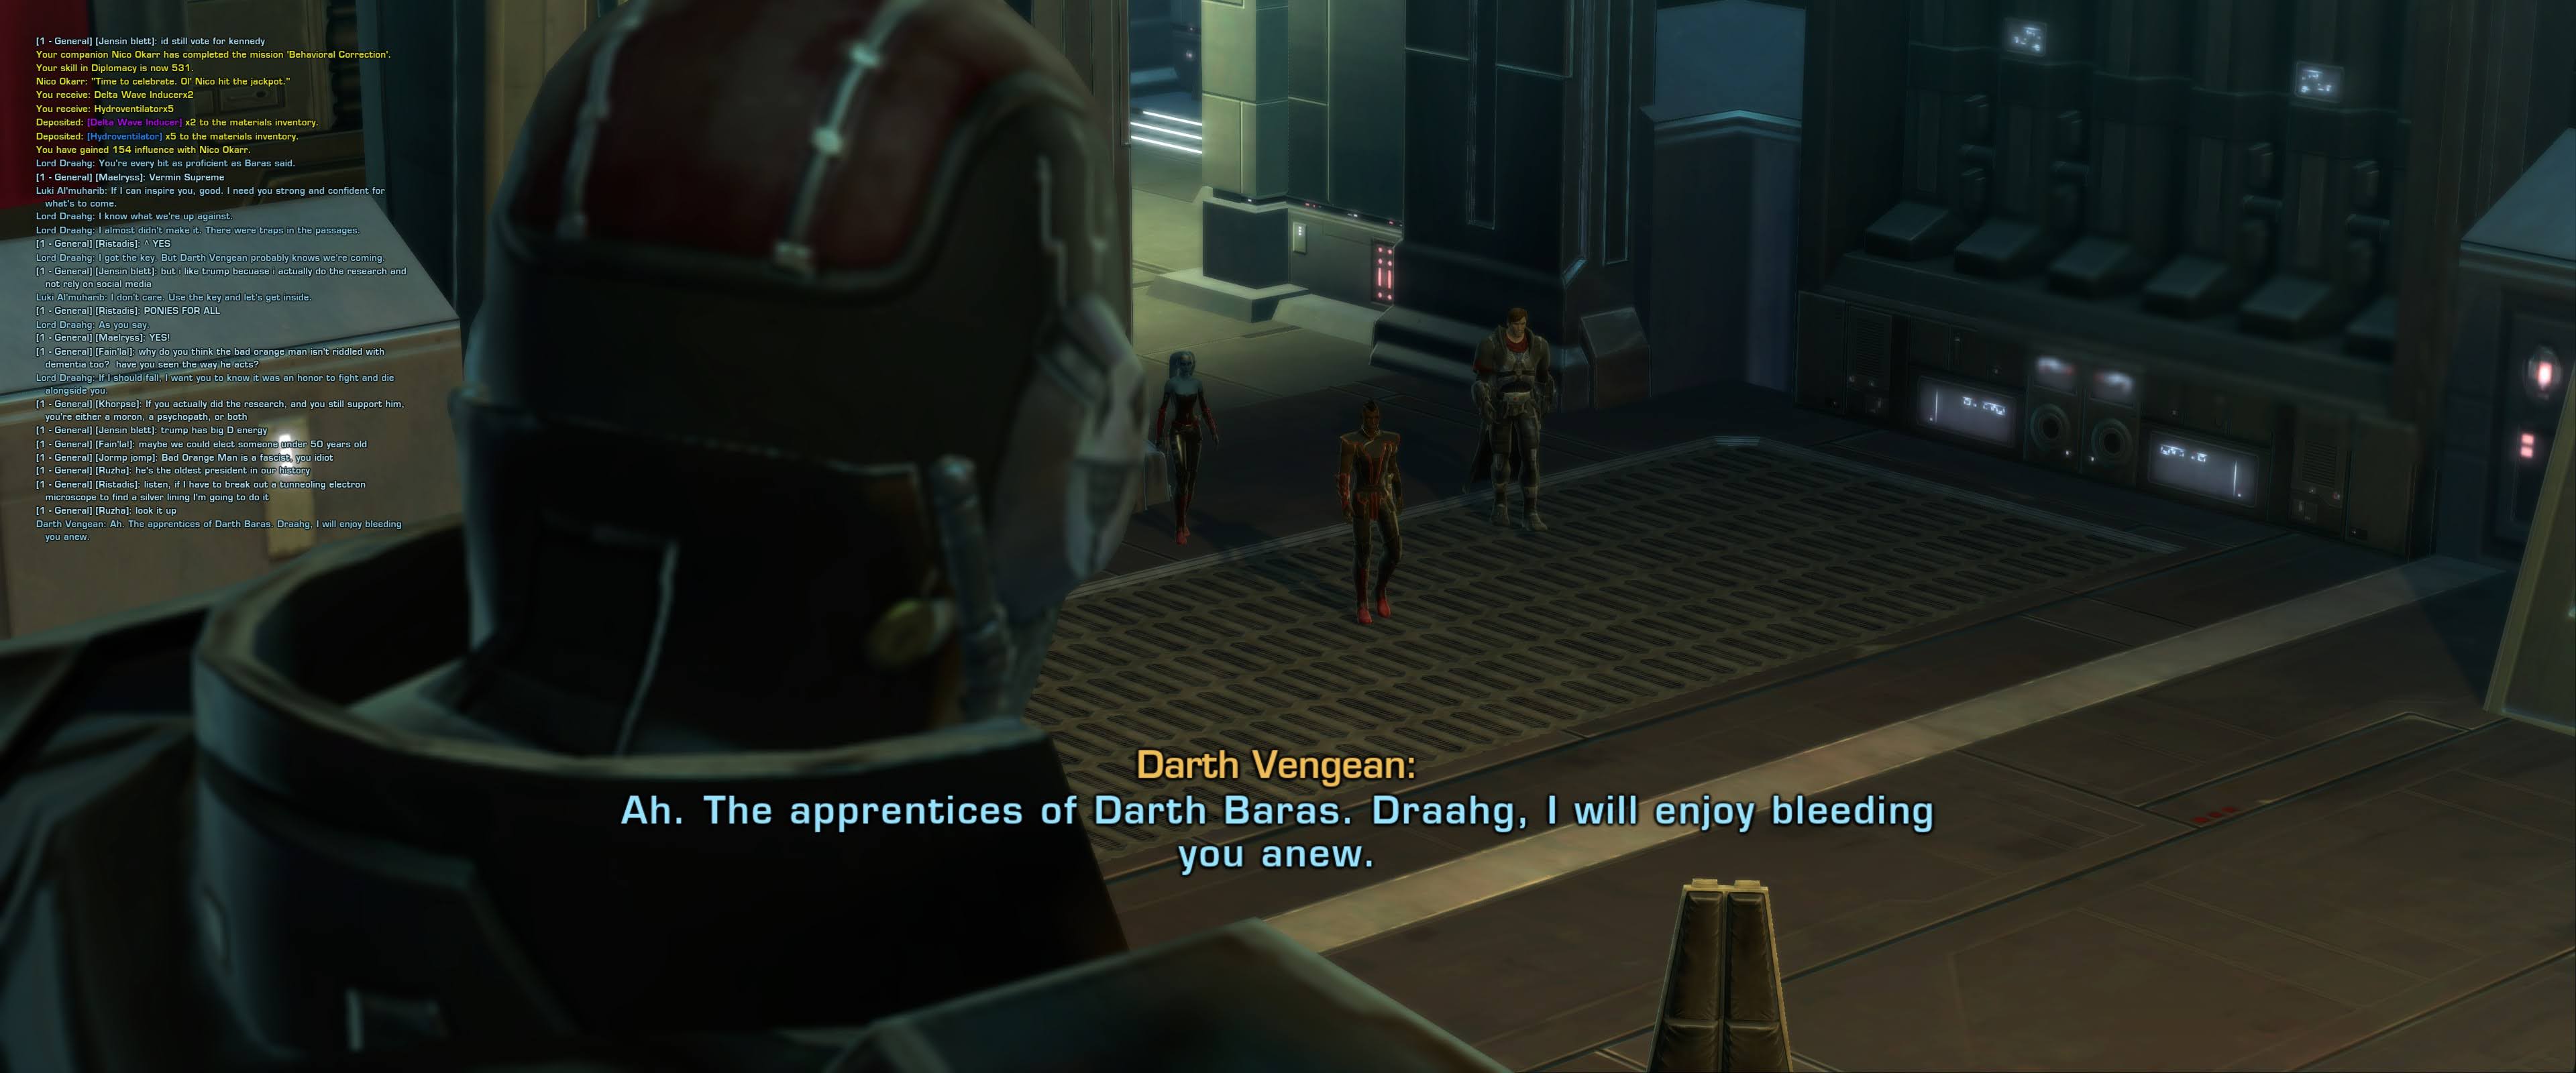 [1 - General] [Jensin blett]: id still vote for kennedy
Your companion Nico Okarr has completed the mission 'Behavioral Correction'.
Your skill in Diplomacy is now 531.
Nico Okarr: "Time to celebrate. Ol' Nico hit the jackpot."
You receive: Delta Wave Inducerx2
You receive: Hydroventilatorx5
Deposited: [Delta Wave Inducer] x2 to the materials inventory.
Deposited: [Hydroventilator] x5 to the materials inventory.
You have gained 154 influence with Nico Okarr.
Lord Draahg: You're every bit as proficient as Baras said.
[1 - General] [Maelryss]: Vermin Supreme
Luki Al'muharib: If I can inspire you, good. I need you strong and confident for
what's to come.
Lord Draahg: I know what we're up against.
Lord Draahg: I almost didn't make it. There were traps in the passages.
[1 - General] [Ristadis]: ^ YES
Lord Draahg: I got the key. But Darth Vengean probably knows we're coming.
[1 - General] [Jensin blett]: but i like trump becuase i actually do the research and
not rely on social media
Luki Al'muharib: I don't care. Use the key and let's get inside.
[1 - General] [Ristadis]: PONIES FOR ALL
Lord Draahg: As you say.
[1 - General] [Maelryss]: YES!
[1 - General] [Fain'lal]: why do you think the bad orange man isn't riddled with
dementia too? have you seen the way he acts?
Lord Draahg: If I should fall, I want you to know it was an honor to fight and die
alongside you.
[1 - General] [Khorpse]: If you actually did the research, and you still support him,
you're either a moron, a psychopath, or both
[1 - General] [Jensin blett]: trump has big D energy
[1 - General] [Fain'lal]: maybe we could elect someone under 50 years old
[1 - General] [Jormp jomp]: Bad Orange Man is a fascist, you idiot
[1 - General] [Ruzha]: he's the oldest president in our history
[1 - General] [Ristadis]: listen, if I have to break out a tunneoling electron
microscope to find a silver lining I'm going to do it
[1 - General] [Ruzha]: look it up
Darth Vengean: Ah. The apprentices of Darth Baras. Draahg, I will enjoy bleeding
you anew.
Darth Vengean:
Ah. The apprentices of Darth Baras. Draahg, I will enjoy bleeding
you anew.